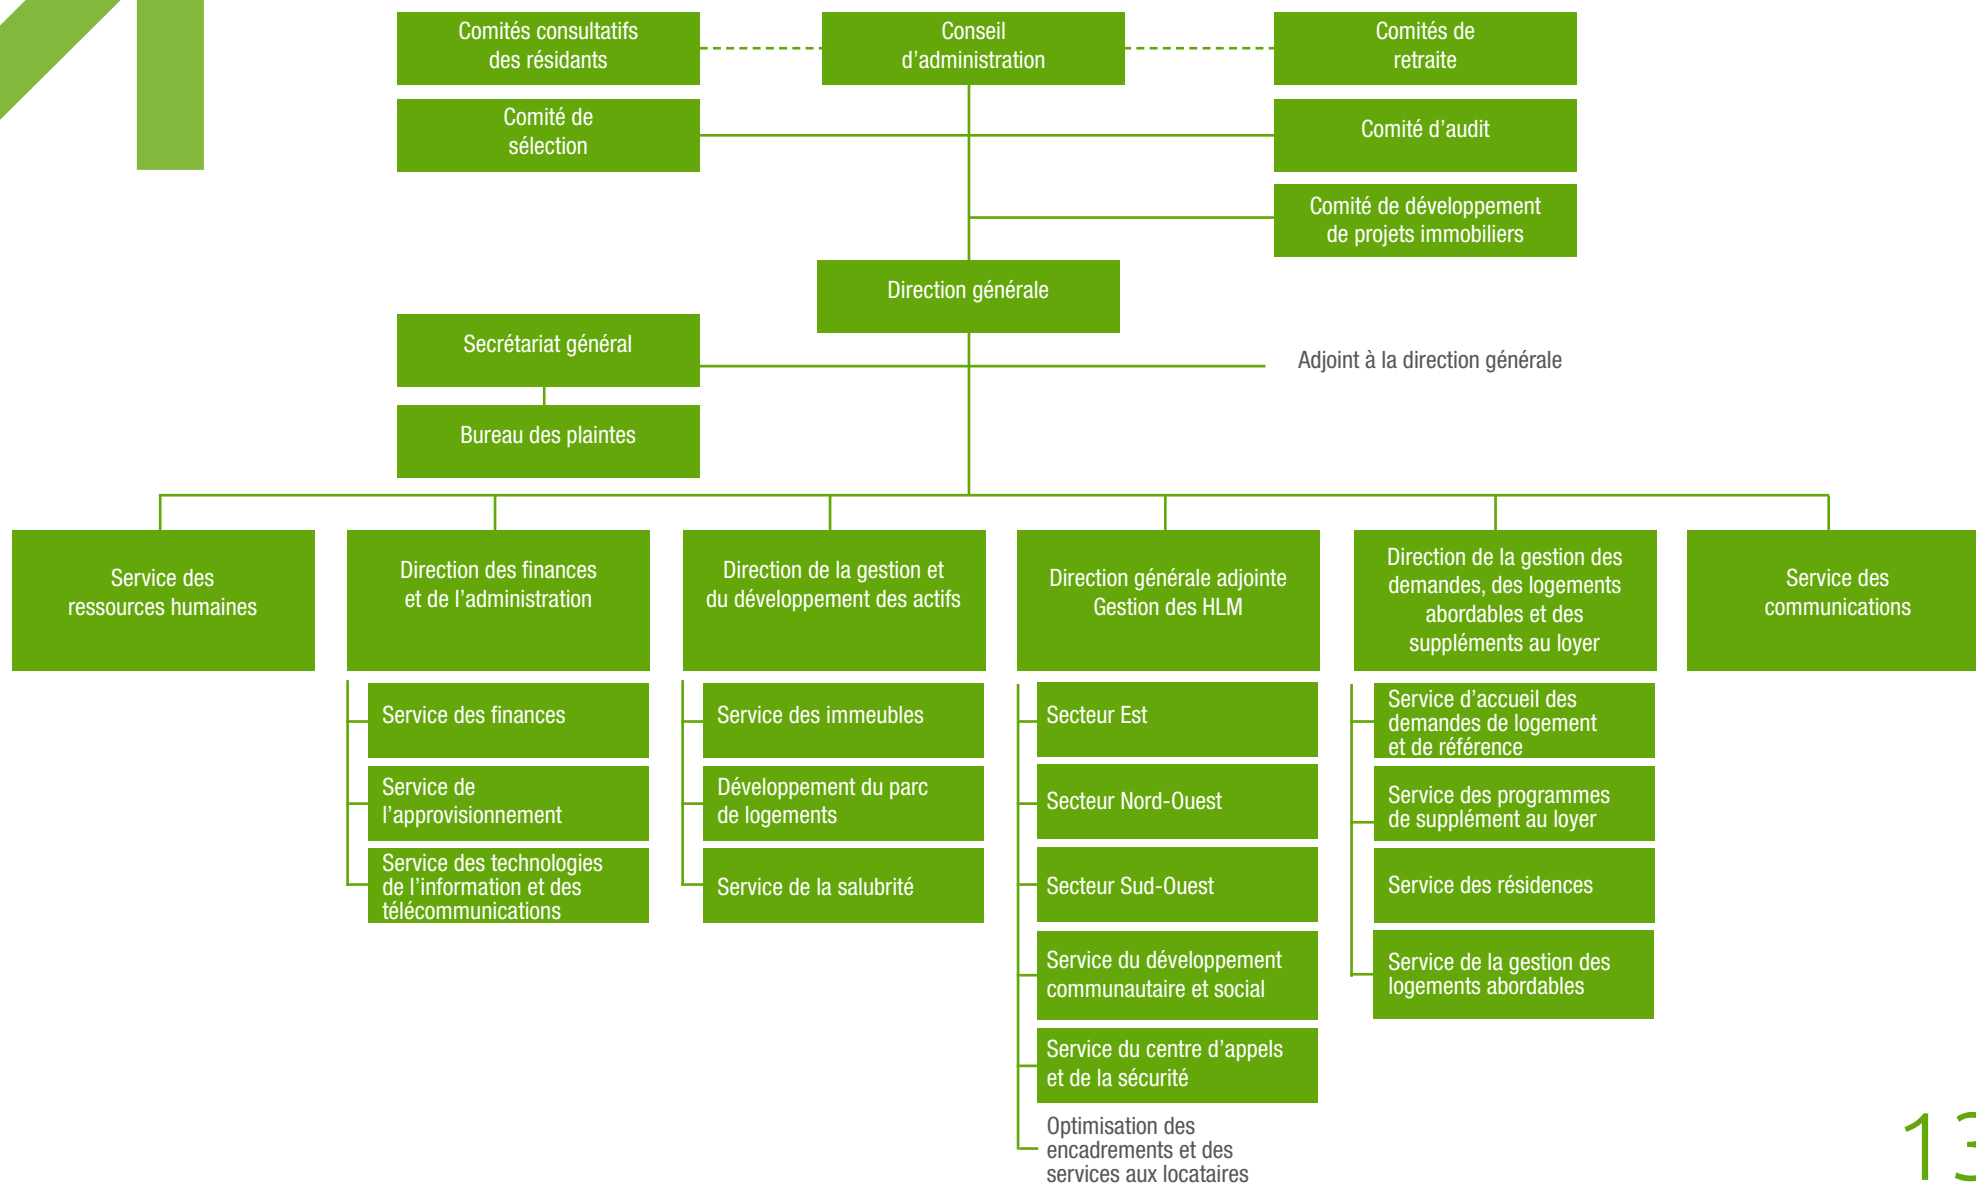 Comités consultatifs
des résidants
Conseil
d’administration
Comités de
retraite
Comité de
sélection
Comité d’audit
Comité de développement
de projets immobiliers
Direction générale
Secrétariat général
Adjoint à la direction générale
Bureau des plaintes
Service des
ressources humaines
Direction des finances
et de l’administration
Direction de la gestion et
du développement des actifs
Direction générale adjointe
Gestion des HLM
Direction de la gestion des
demandes, des logements
abordables et des
suppléments au loyer
Service des
communications
Service des finances
Service de
l’approvisionnement
Service des technologies
de l’information et des
télécommunications
Service des immeubles
Développement du parc
de logements
Service de la salubrité
Secteur Est
Secteur Nord-Ouest
Secteur Sud-Ouest
Service du développement
communautaire et social
Service du centre d’appels
et de la sécurité
Optimisation des
encadrements et des
services aux locataires
Service d’accueil des
demandes de logement
et de référence
Service des programmes
de supplément au loyer
Service des résidences
Service de la gestion des
logements abordables
13